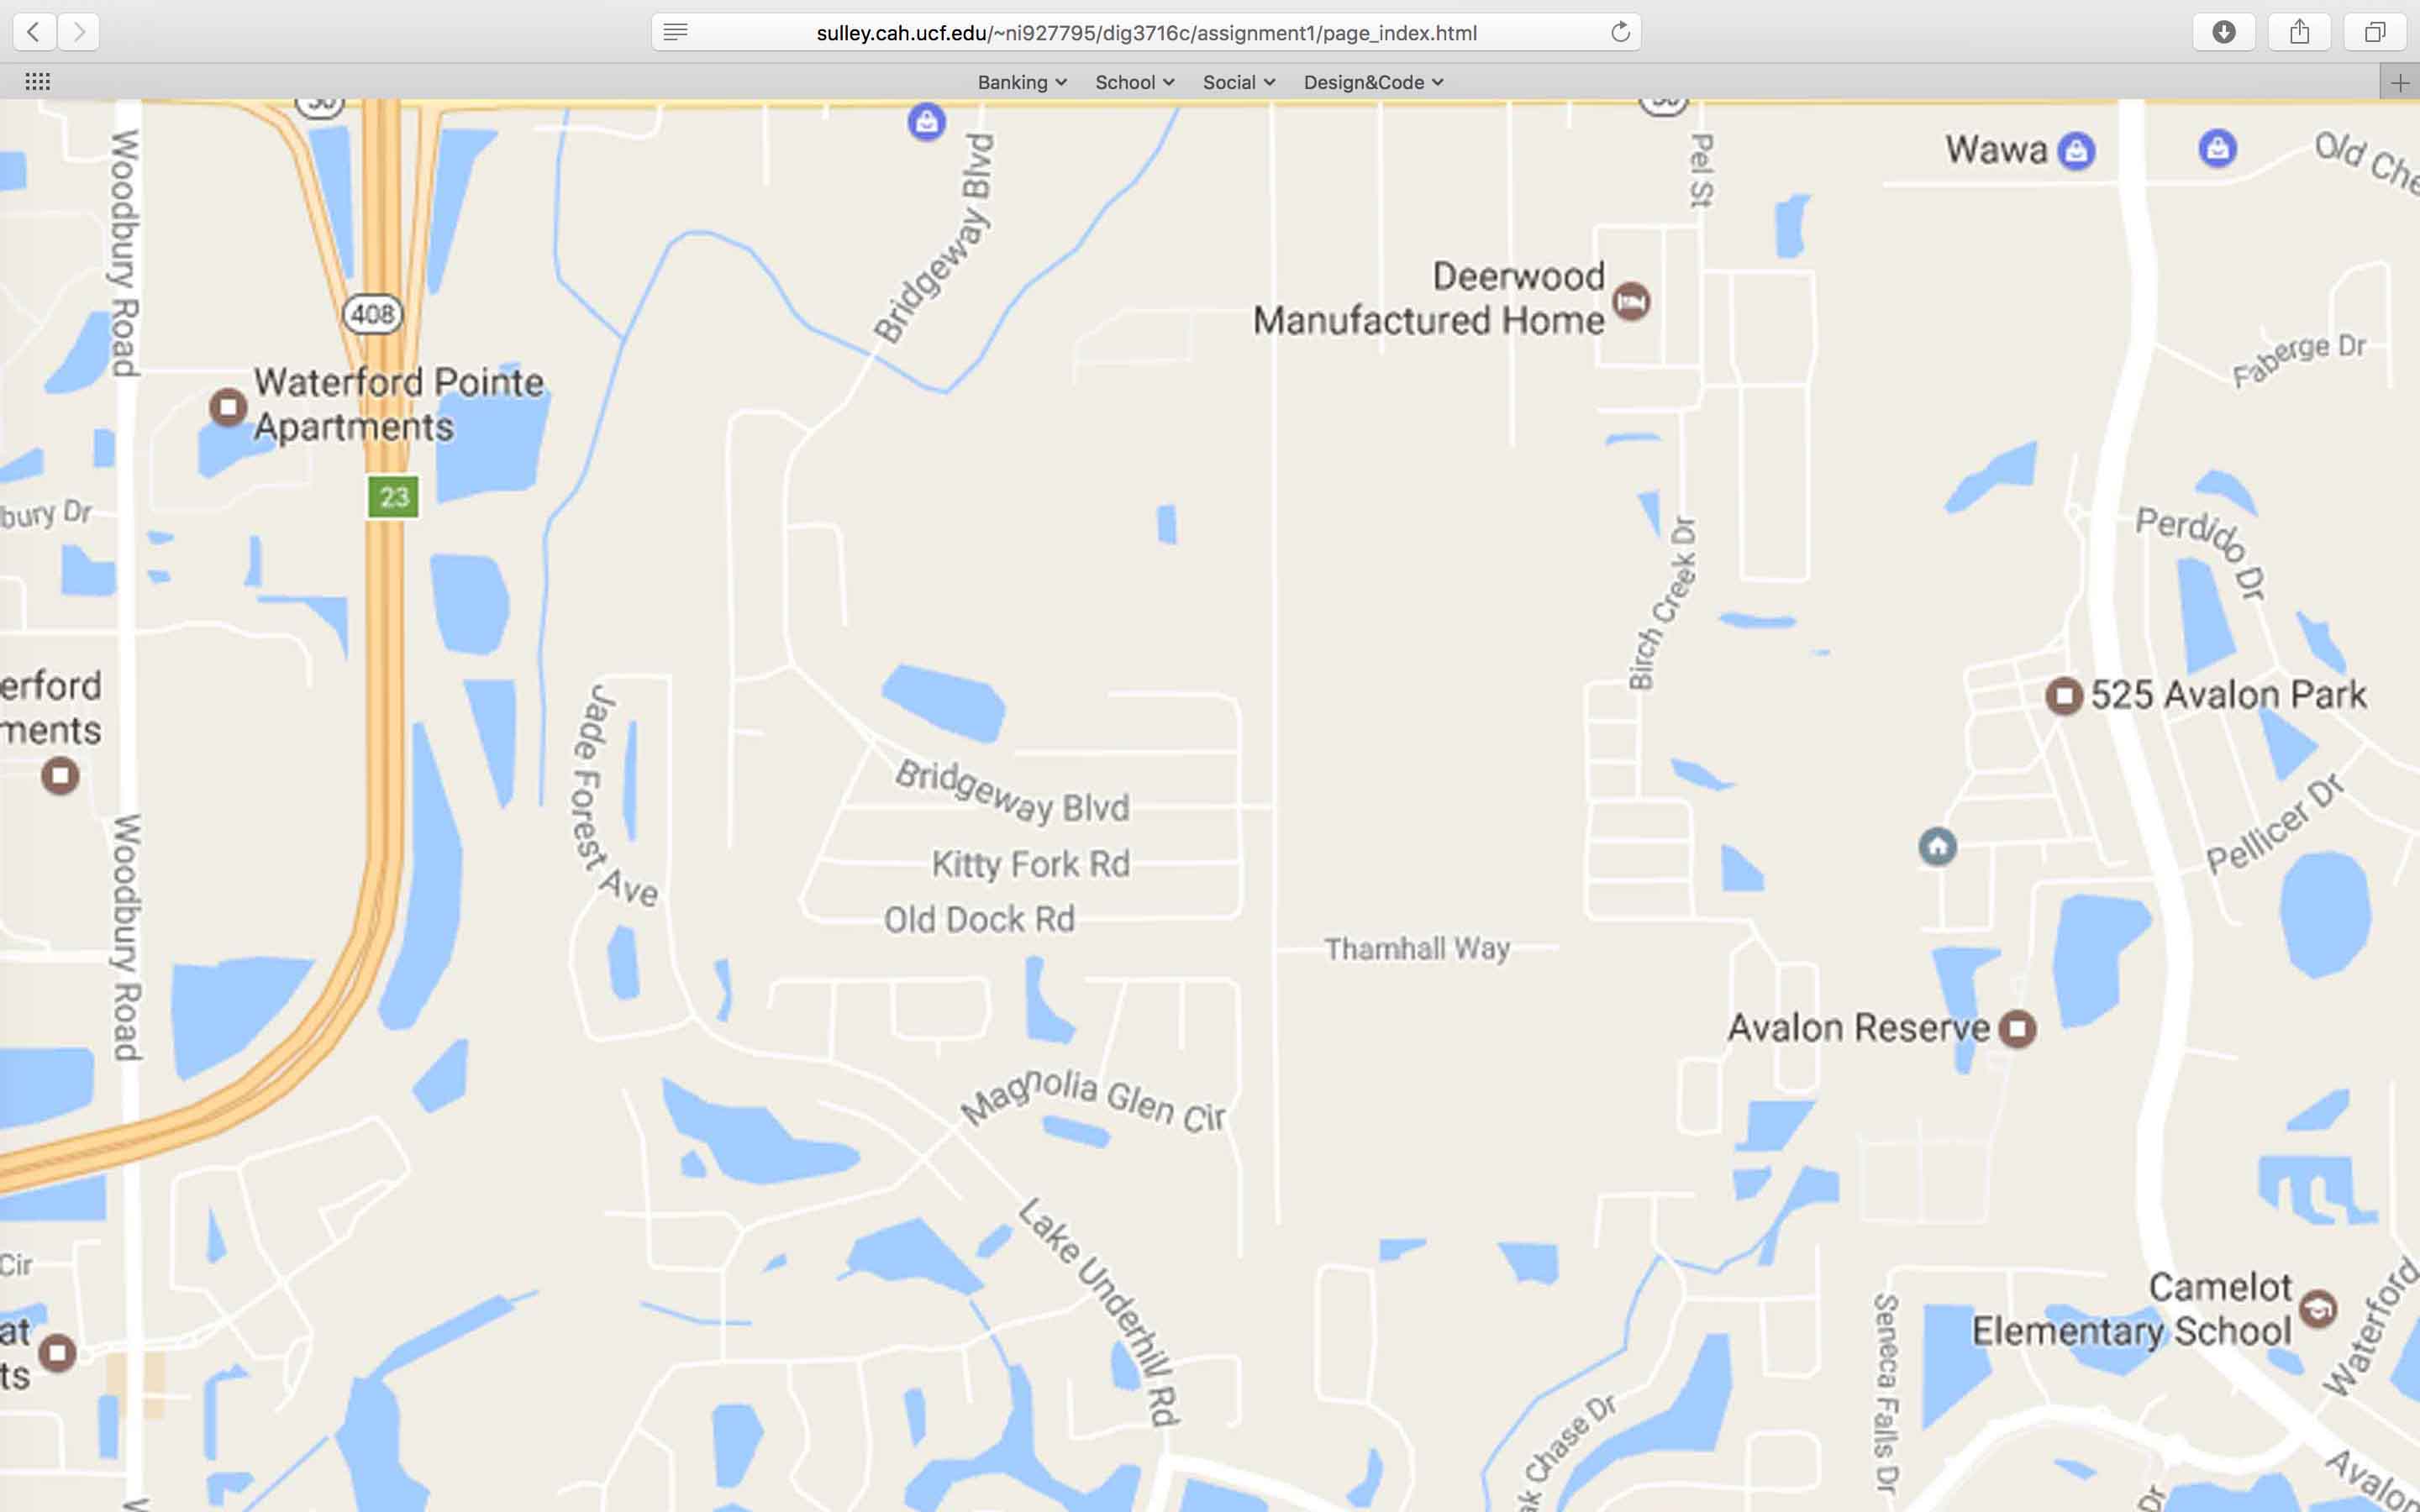 sulley.cah.ucf.edu/~ni927795/dig3716c/assignment1/page_index.html
Banking School Social Design&Code
Woodbury Road
Bridgeway Blvd
Pel St
Wawa
Old Che
408
Deerwood
Manufactured Home
Faberge Dr
Waterford Pointe
Apartments
23
bury Dr
Perdido Dr
Birch Creek Dr
erford
ments
Jade Forest Ave
525 Avalon Park
Bridgeway Blvd
Pellicer Dr
Kitty Fork Rd
Old Dock Rd
Woodbury Road
Thamhall Way
Avalon Reserve
Magnolia Glen Cir
Lake Underhill Rd
Cir
Camelot
Elementary School
Seneca Falls Dr
Waterford
at
ts
ak Chase Dr
Avalon
Dr